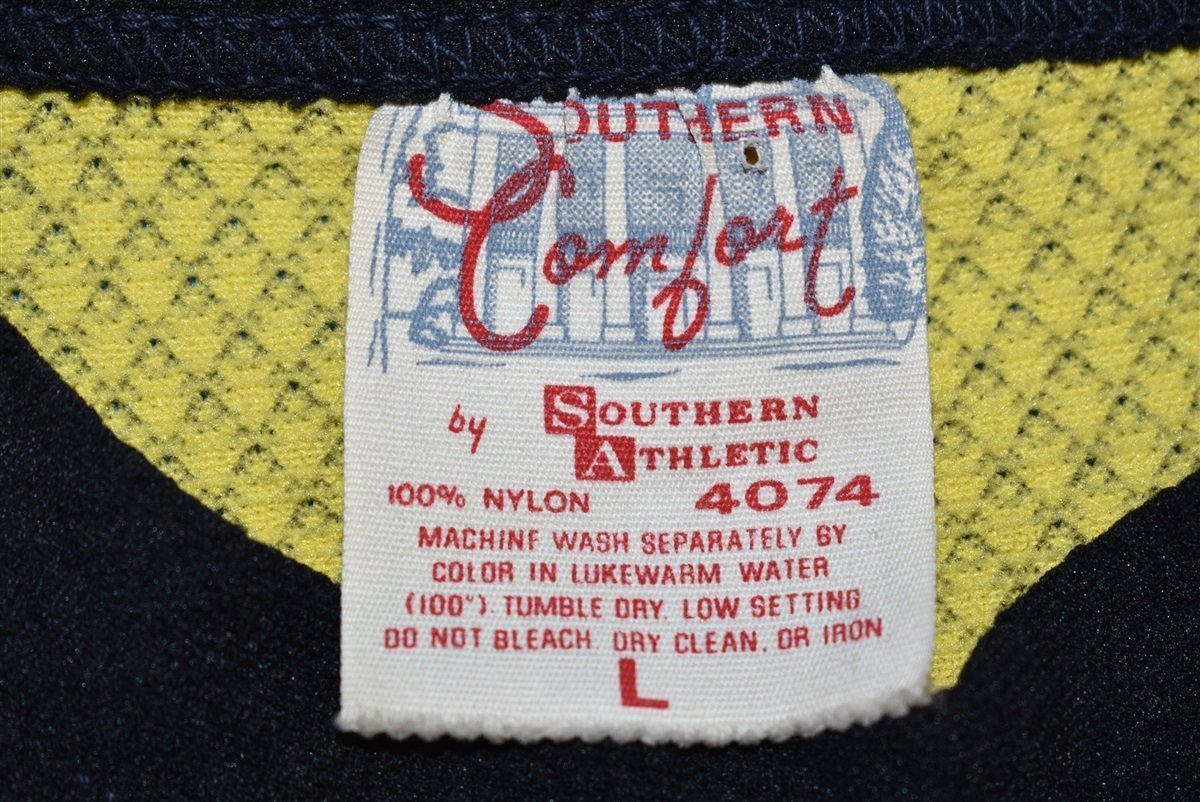 SOUTHERN
Comfort
by SOUTHERN
ATHLETIC
100% NYLON 4074
MACHINE WASH SEPARATELY BY
COLOR IN LUKEWARM WATER
(100°). TUMBLE DRY. LOW SETTING
DO NOT BLEACH DRY CLEAN. OR IRON
L